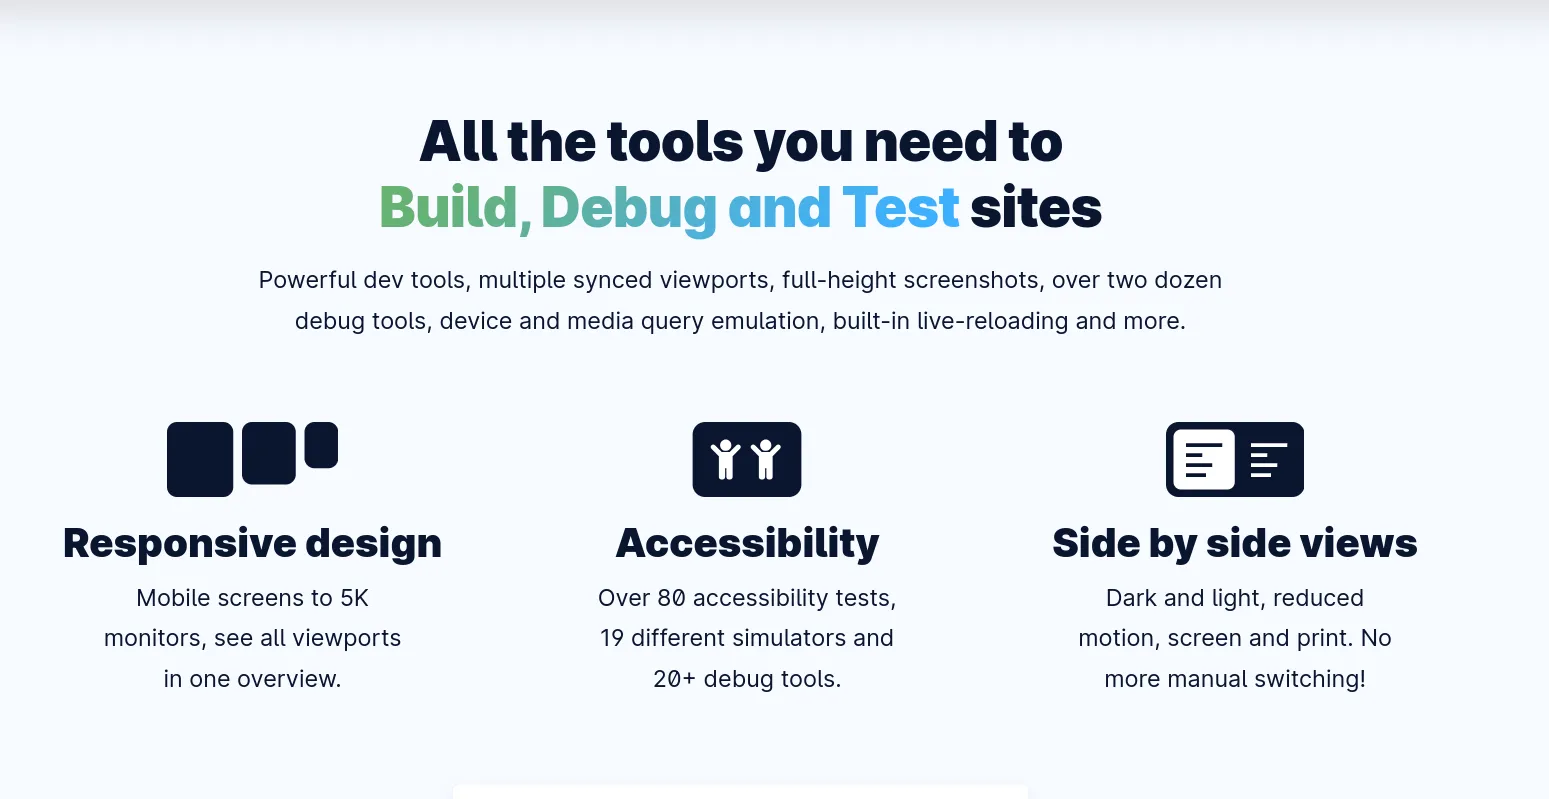 All the tools you need to
Build, Debug and Test sites
Powerful dev tools, multiple synced viewports, full-height screenshots, over two dozen
debug tools, device and media query emulation, built-in live-reloading and more.
Responsive design
Mobile screens to 5K
monitors, see all viewports
in one overview.
Accessibility
Over 80 accessibility tests,
19 different simulators and
20+ debug tools.
Side by side views
Dark and light, reduced
motion, screen and print. No
more manual switching!